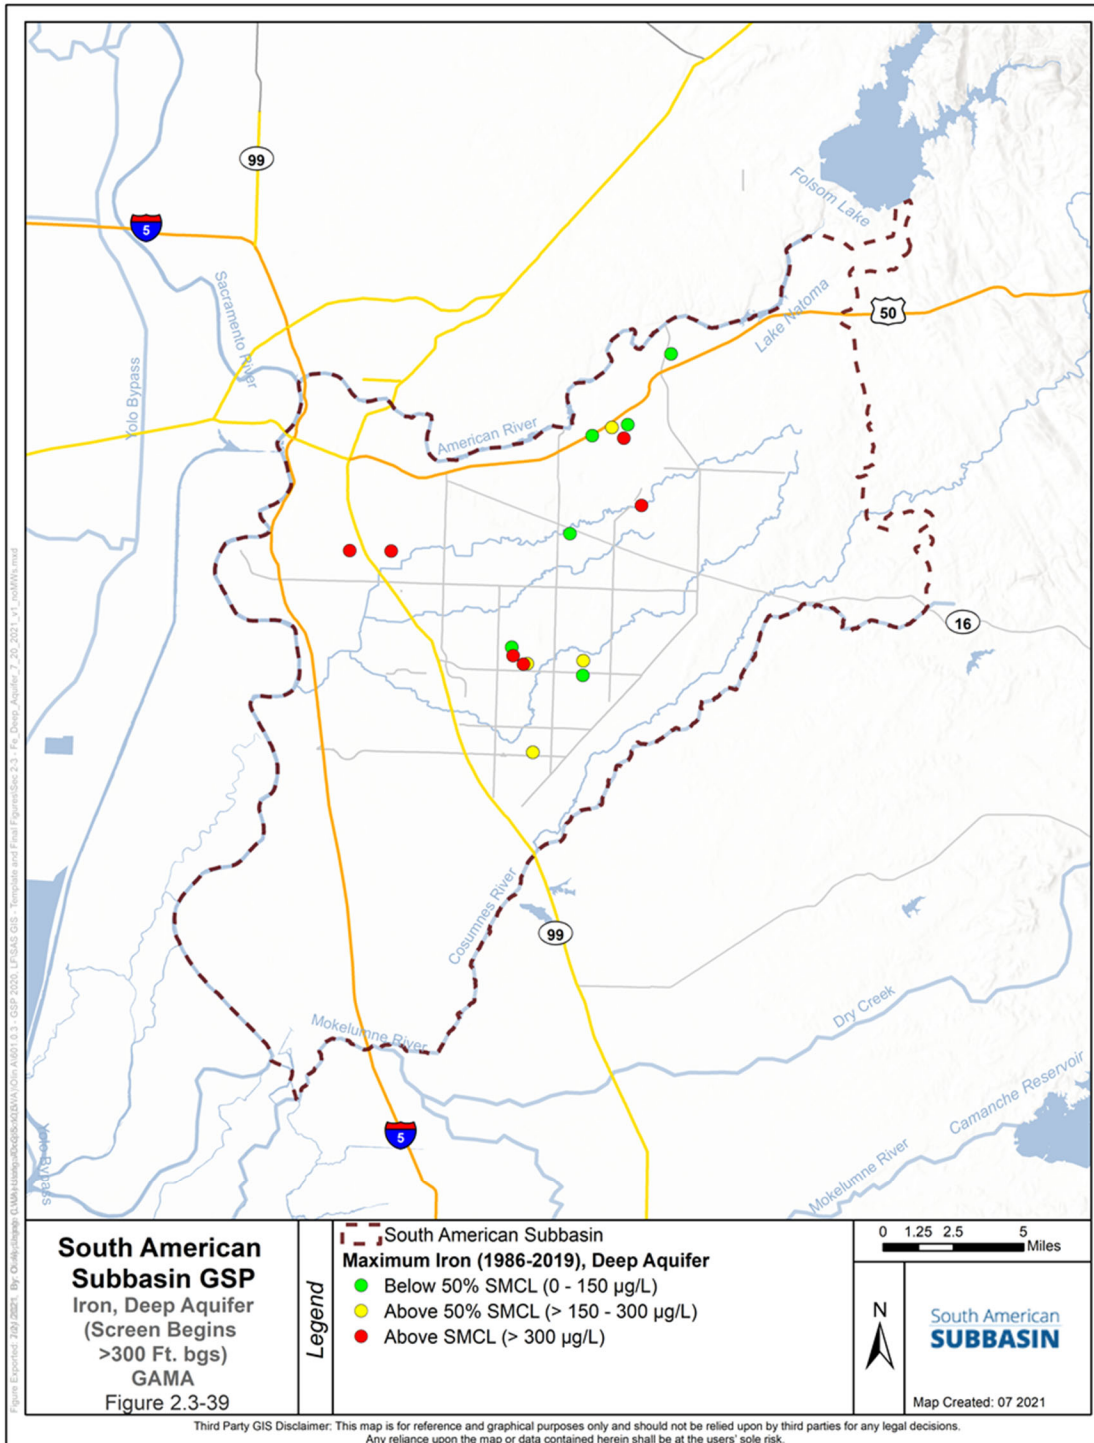 99
5
Folsom Lake
Sacramento River
Lake Natoma
50
Yolo Bypass
American River
16
Cosumnes River
99
Mokelumne River
Dry Creek
Camanche Reservoir
5
Mokelumne River
Yolo Bypass
South American
Subbasin GSP
Iron, Deep Aquifer
(Screen Begins
>300 Ft. bgs)
GAMA
Figure 2.3-39
Legend
South American Subbasin
Maximum Iron (1986-2019), Deep Aquifer
Below 50% SMCL (0 - 150 µg/L)
Above 50% SMCL (> 150 - 300 µg/L)
Above SMCL (> 300 µg/L)
0 1.25 2.5 5
Miles
N
South American
SUBBASIN
Map Created: 07 2021
Third Party GIS Disclaimer: This map is for reference and graphical purposes only and should not be relied upon by third parties for any legal decisions.
Any reliance upon the map or data contained herein shall be at the users' sole risk.